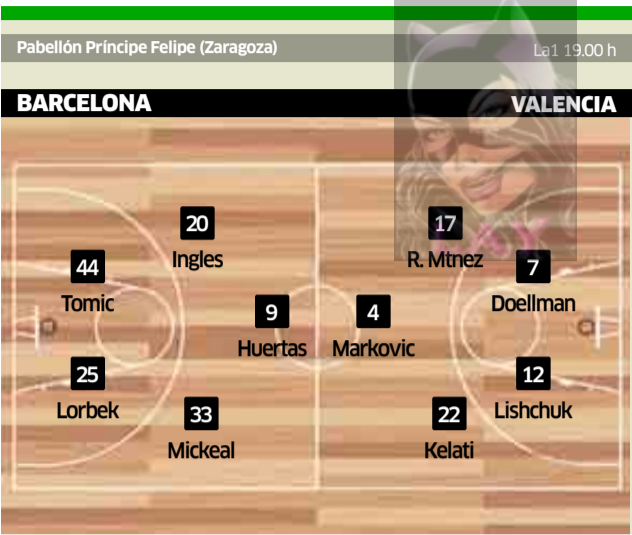 Pabellón Príncipe Felipe (Zaragoza) La1 19.00 h
BARCELONA VALENCIA
20
Ingles
44
Tomic
9
Huertas
25
Lorbek
33
Mickeal
17
R. Mtnez
7
Doellman
4
Markovic
12
Lishchuk
22
Kelati
LAY